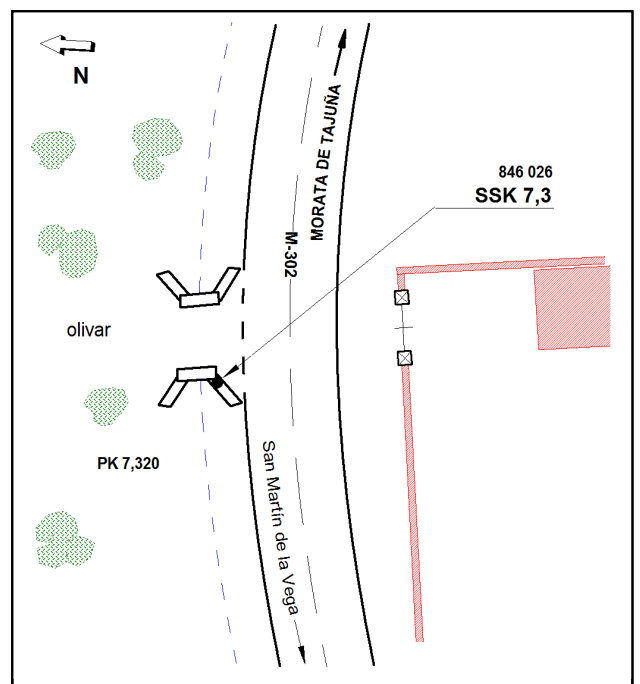 N
846 026
SSK 7,3
MORATA DE TAJUÑA
M-302
olivar
PK 7,320
San Martín de la Vega